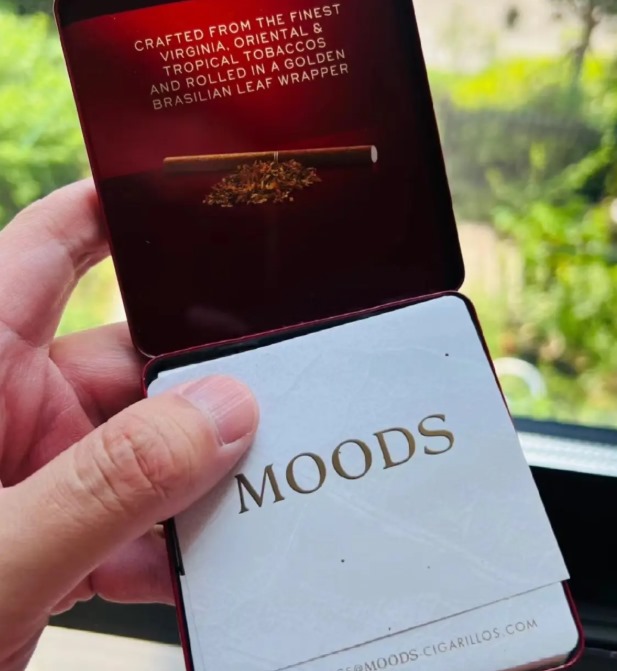 CRAFTED FROM THE FINEST
VIRGINIA, ORIENTAL &
TROPICAL TOBACCOS
AND ROLLED IN A GOLDEN
BRASILIAN LEAF WRAPPER
MOODS
@MOODS-CIGARILLOS.COM